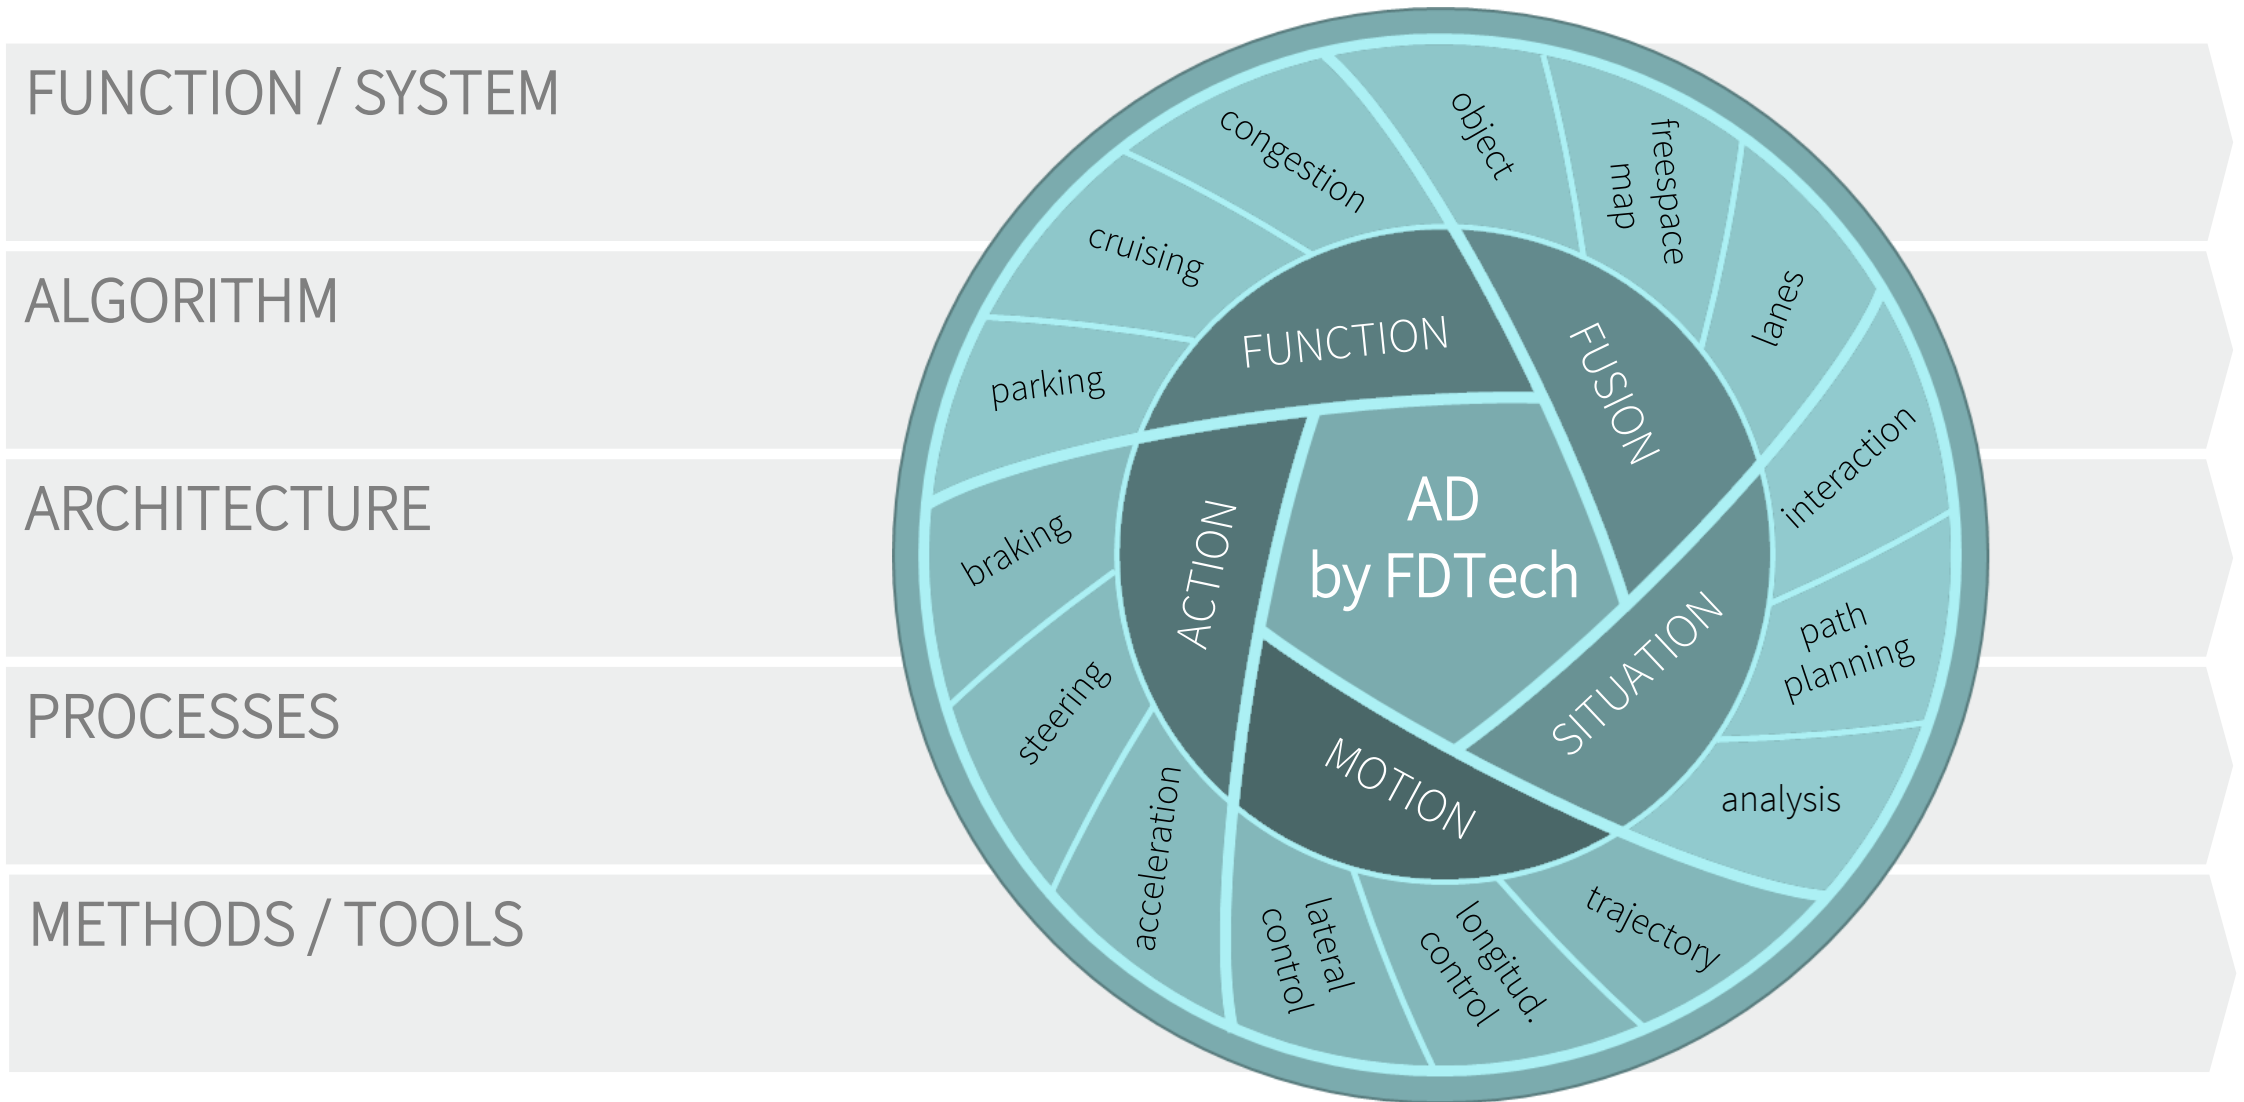 FUNCTION / SYSTEM
ALGORITHM
ARCHITECTURE
PROCESSES
METHODS / TOOLS
AD
by FDTech
FUNCTION
FUSION
SITUATION
MOTION
ACTION
congestion
cruising
parking
object
freespace
map
lanes
interaction
path
planning
analysis
trajectory
longitud.
control
lateral
control
acceleration
steering
braking